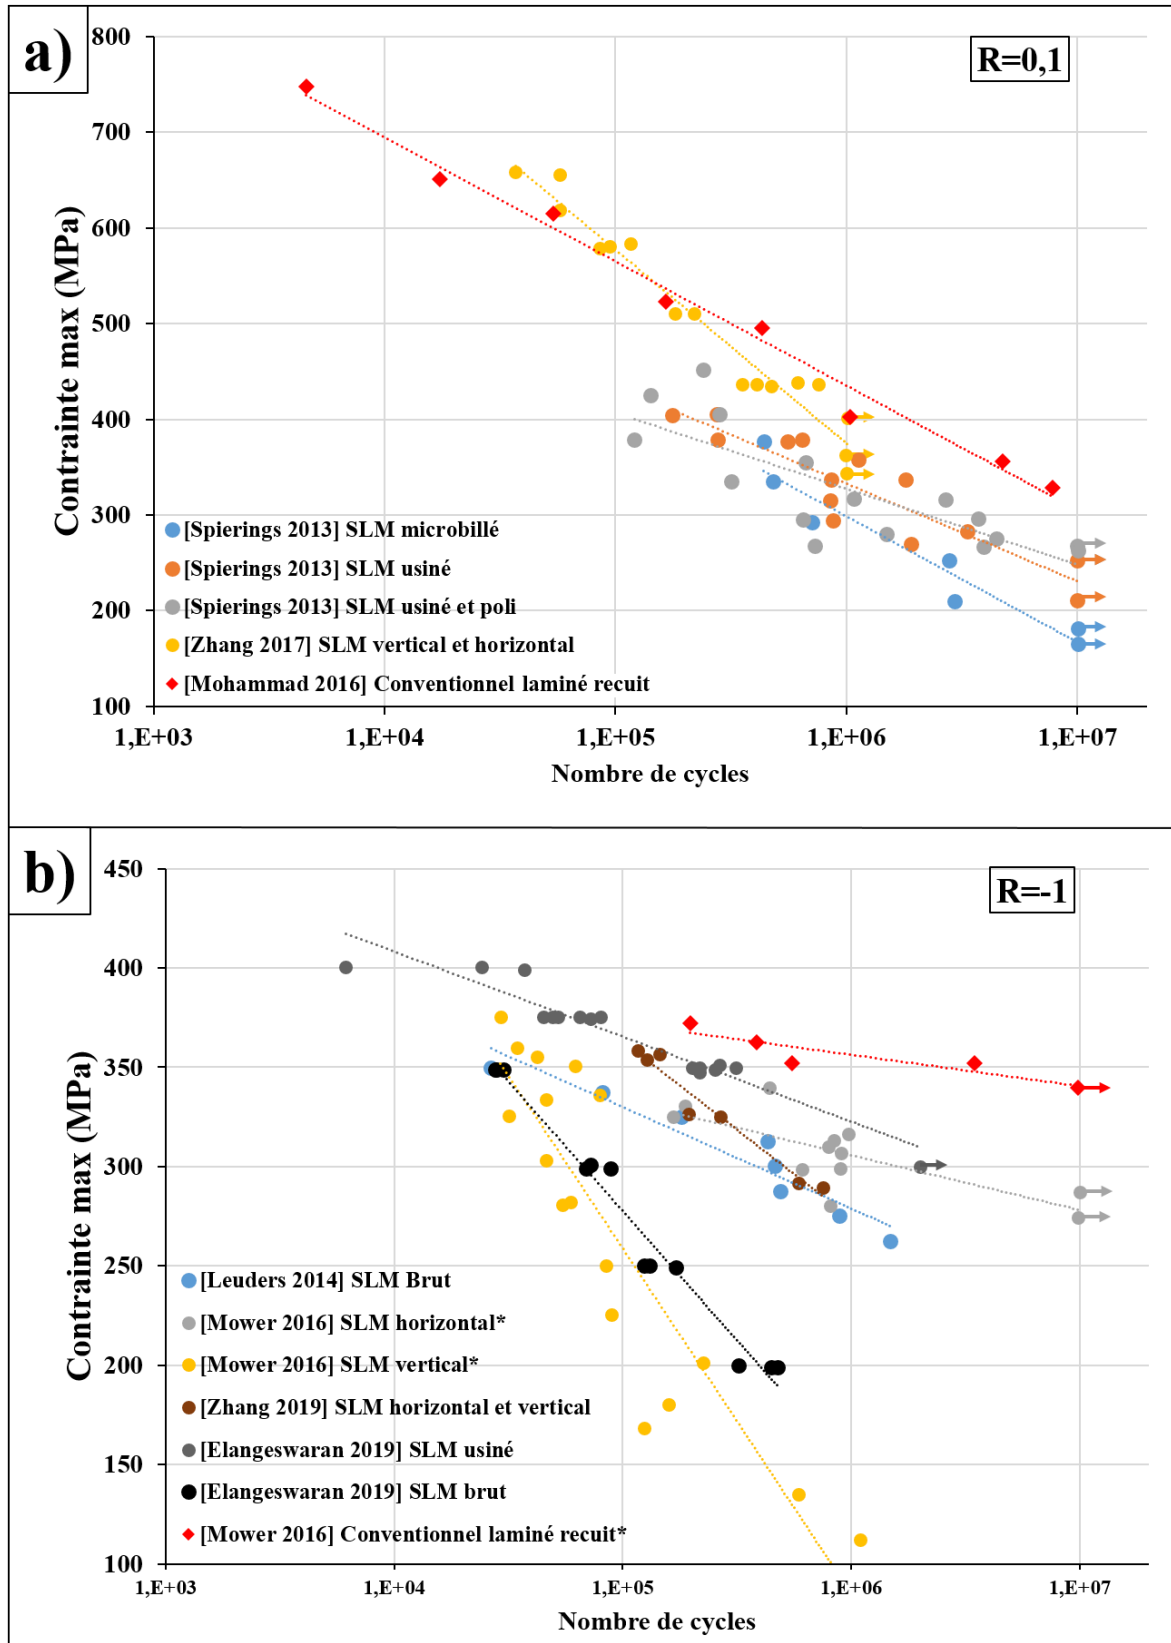 a)
R=0,1
800
700
600
500
400
300
200
100
Contrainte max (MPa)
[Spierings 2013] SLM microbillé
[Spierings 2013] SLM usiné
[Spierings 2013] SLM usiné et poli
[Zhang 2017] SLM vertical et horizontal
[Mohammad 2016] Conventionnel laminé recuit
1,E+03 1,E+04 1,E+05 1,E+06 1,E+07
Nombre de cycles
b)
R=-1
450
400
350
300
250
200
150
100
Contrainte max (MPa)
[Leuders 2014] SLM Brut
[Mower 2016] SLM horizontal*
[Mower 2016] SLM vertical*
[Zhang 2019] SLM horizontal et vertical
[Elangeswaran 2019] SLM usiné
[Elangeswaran 2019] SLM brut
[Mower 2016] Conventionnel laminé recuit*
1,E+03 1,E+04 1,E+05 1,E+06 1,E+07
Nombre de cycles